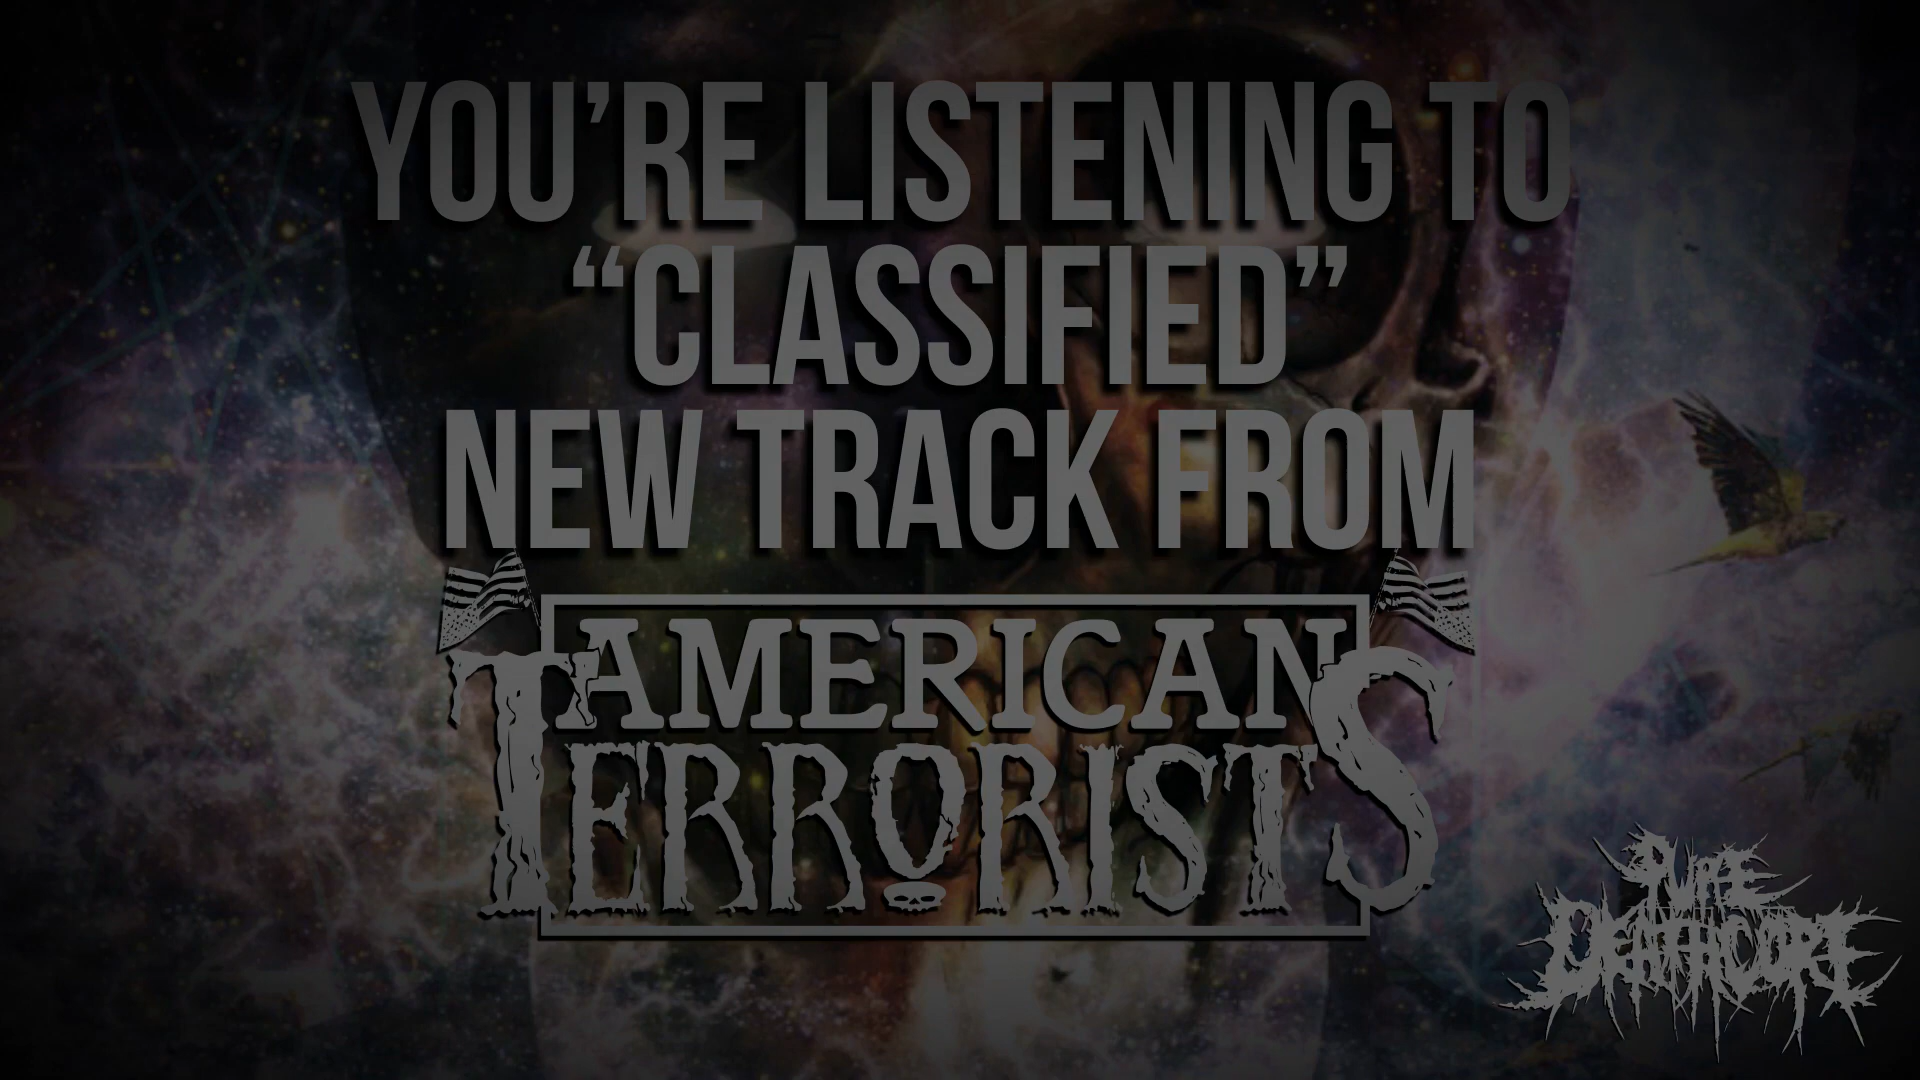 YOU’RE LISTENING TO
“CLASSIFIED”
NEW TRACK FROM
AMERICAN
TERRORISTS
PURE
DEATHCORE